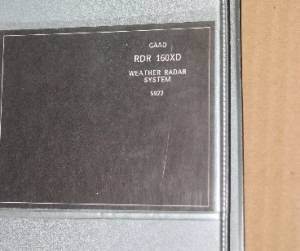 GAAD
RDR 160XD
WEATHER RADAR
SYSTEM